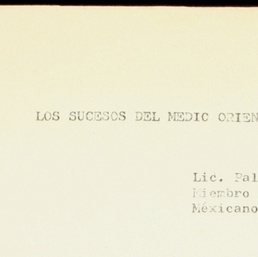 LOS SUCESOS DEL MEDIO ORIEN
Lic. Pal
Miembro
Méxicano